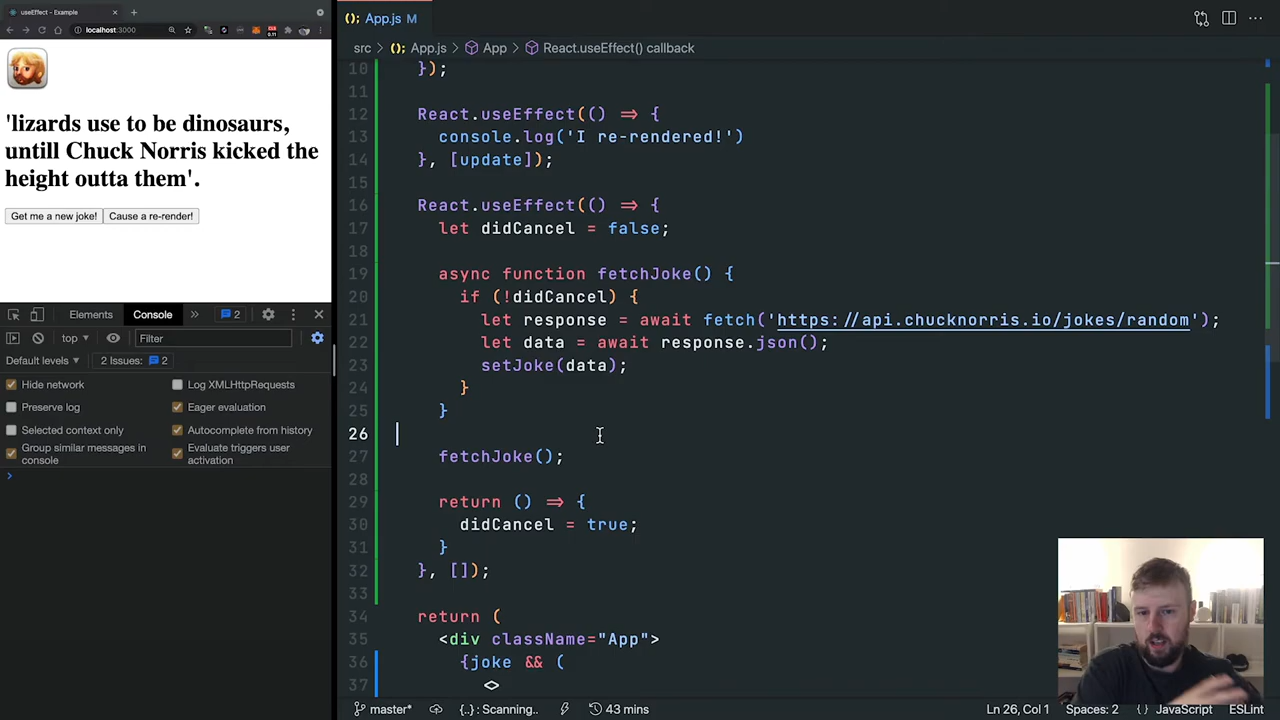 useEffect - Example
localhost:3000
'lizards use to be dinosaurs,
untill Chuck Norris kicked the
height outta them'.
Get me a new joke!
Cause a re-render!
Elements
Console
2
top
Filter
Default levels
2 Issues: 2
Hide network
Log XMLHttpRequests
Preserve log
Eager evaluation
Selected context only
Autocomplete from history
Group similar messages in
console
Evaluate triggers user
activation
App.js M
src > App.js > App > React.useEffect() callback
10 });
11
12 React.useEffect(() => {
13 console.log('I re-rendered!')
14 }, [update]);
15
16 React.useEffect(() => {
17 let didCancel = false;
18
19 async function fetchJoke() {
20 if (!didCancel) {
21 let response = await fetch('https://api.chucknorris.io/jokes/random');
22 let data = await response.json();
23 setJoke(data);
24 }
25 }
26
27 fetchJoke();
28
29 return () => {
30 didCancel = true;
31 }
32 }, []);
33
34 return (
35 <div className="App">
36 {joke && (
37 <>
master*
{..}: Scanning..
43 mins
Ln 26, Col 1
Spaces: 2
{} JavaScript
ESLint